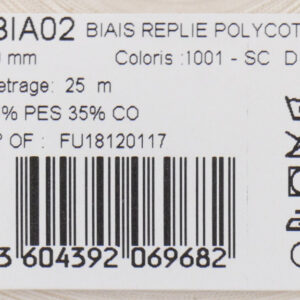 BIA02 BIAIS REPLIE POLYCOT
mm Coloris :1001 - SC D
etrage: 25 m
% PES 35% CO
° OF : FU18120117
3 604392 069682